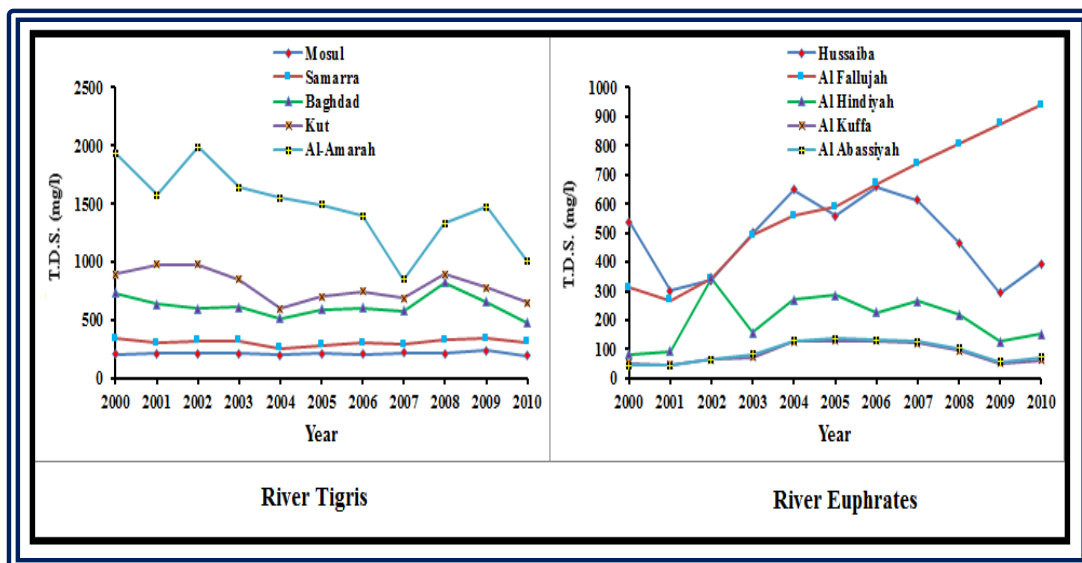 Mosul
Samarra
Baghdad
Kut
Al-Amarah
2500
2000
1500
1000
500
0
T.D.S. (mg/l)
2000 2001 2002 2003 2004 2005 2006 2007 2008 2009 2010
Year
River Tigris
Hussaiba
Al Fallujah
Al Hindiyah
Al Kuffa
Al Abassiyah
1000
900
800
700
600
500
400
300
200
100
0
T.D.S. (mg/l)
2000 2001 2002 2003 2004 2005 2006 2007 2008 2009 2010
Year
River Euphrates